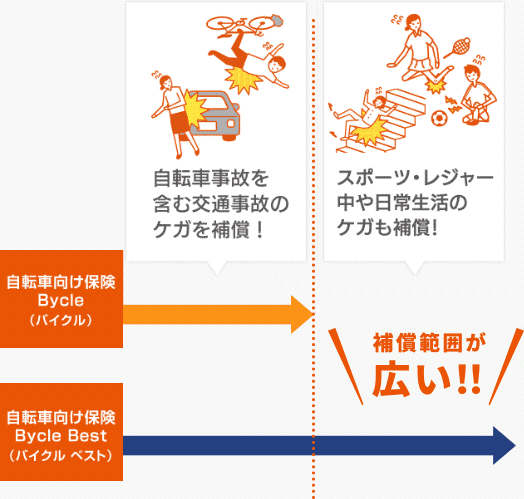 自転車事故を
含む交通事故の
ケガを補償！
スポーツ・レジャー
中や日常生活の
ケガも補償！
自転車向け保険
Bycle
（バイクル）
補償範囲が
広い！！
自転車向け保険
Bycle Best
（バイクル ベスト）